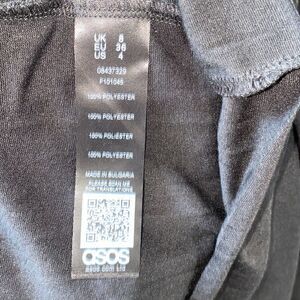 UK 8
EU 36
US 4
08437329
F101045
100% POLYESTER
100% POLYESTER
100% POLYESTER
100% POLYESTER
MADE IN BULGARIA
PLEASE SCAN ME
FOR TRANSLATIONS
asos
asos.com Ltd